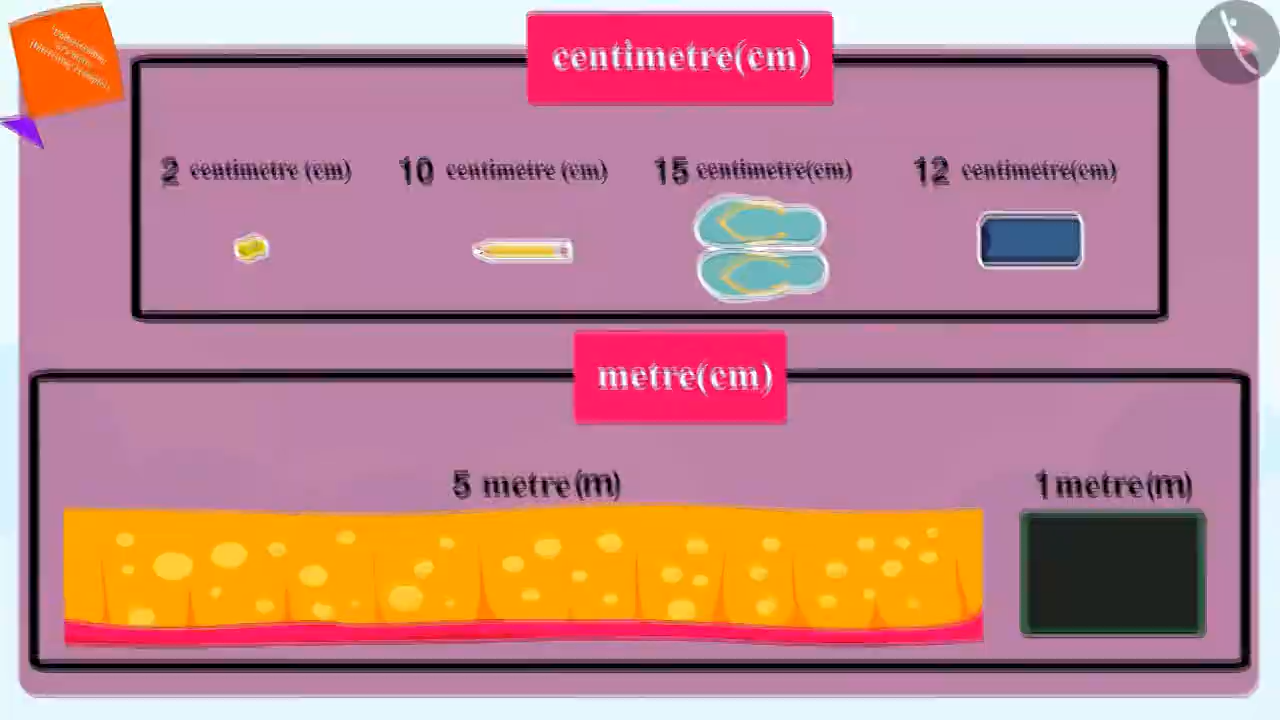 centimetre(cm)
2 centimetre (cm) 10 centimetre (cm) 15 centimetre(cm) 12 centimetre(cm)
metre(cm)
5 metre(m) 1 metre(m)